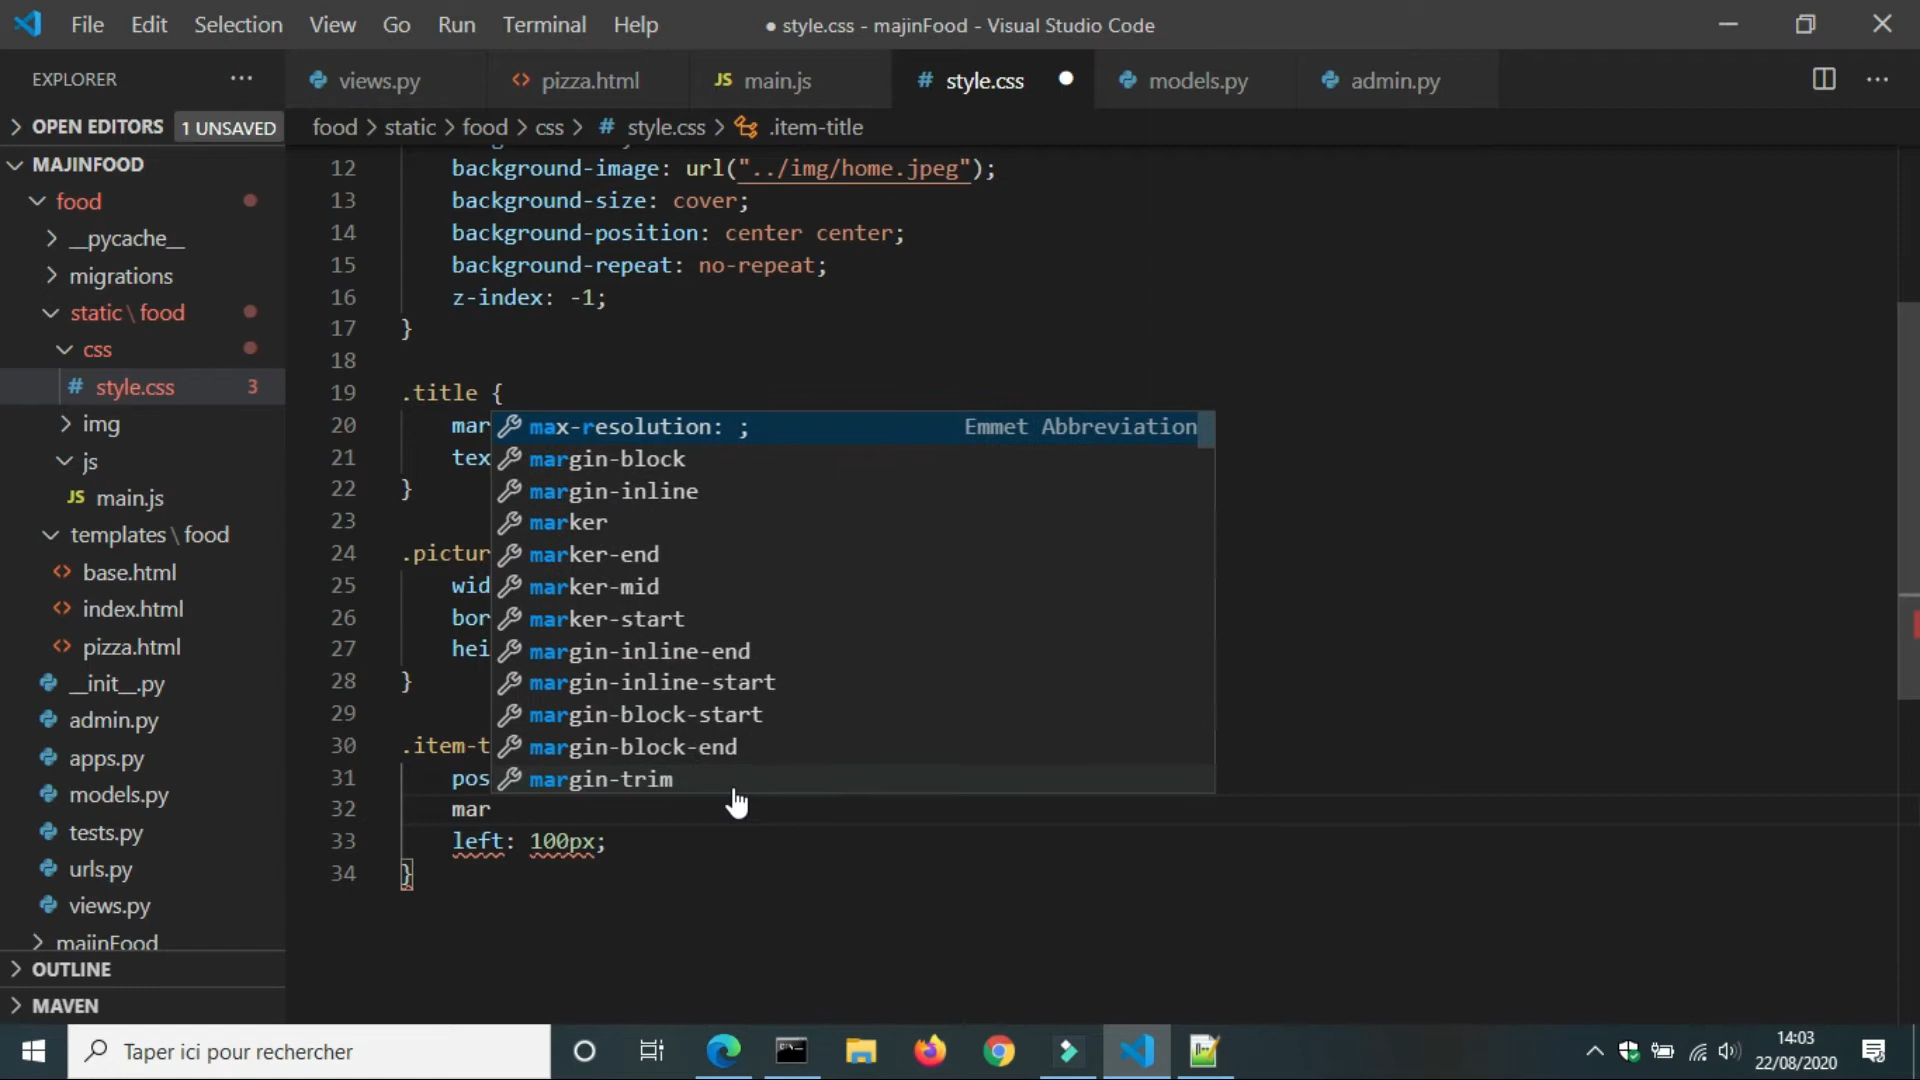 File Edit Selection View Go Run Terminal Help ● style.css - majinFood - Visual Studio Code
EXPLORER ··· views.py <> pizza.html JS main.js # style.css ● models.py admin.py ···
> OPEN EDITORS 1 UNSAVED
food > static > food > css > # style.css > .item-title
MAJINFOOD
food
__pycache__
migrations
static\food
css
# style.css 3
img
js
JS main.js
templates\food
<> base.html
<> index.html
<> pizza.html
__init__.py
admin.py
apps.py
models.py
tests.py
urls.py
views.py
majinFood
> OUTLINE
> MAVEN
12 background-image: url("../img/home.jpeg");
13 background-size: cover;
14 background-position: center center;
15 background-repeat: no-repeat;
16 z-index: -1;
17 }
18
19 .title {
20 mar
21 tex
22 }
23
24 .pictur
25 wid
26 bor
27 hei
28 }
29
30 .item-t
31 pos
32 mar
33 left: 100px;
34 }
max-resolution: ; Emmet Abbreviation
margin-block
margin-inline
marker
marker-end
marker-mid
marker-start
margin-inline-end
margin-inline-start
margin-block-start
margin-block-end
margin-trim
Taper ici pour rechercher
14:03
22/08/2020